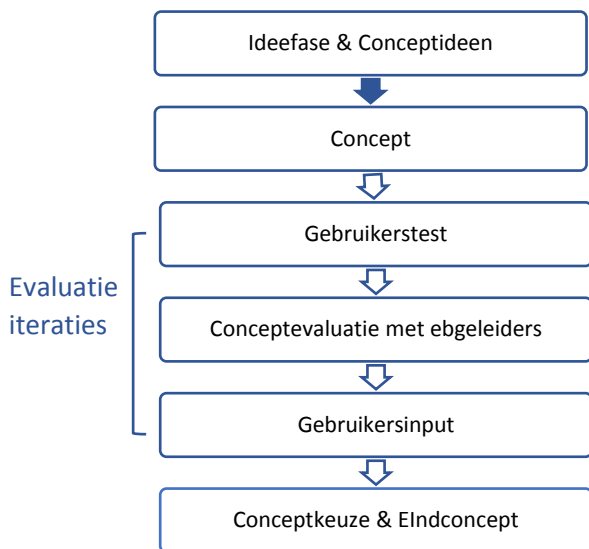 Ideefase & Conceptideen
Concept
Gebruikerstest
Evaluatie
iteraties
Conceptevaluatie met ebgeleiders
Gebruikersinput
Conceptkeuze & EIndconcept